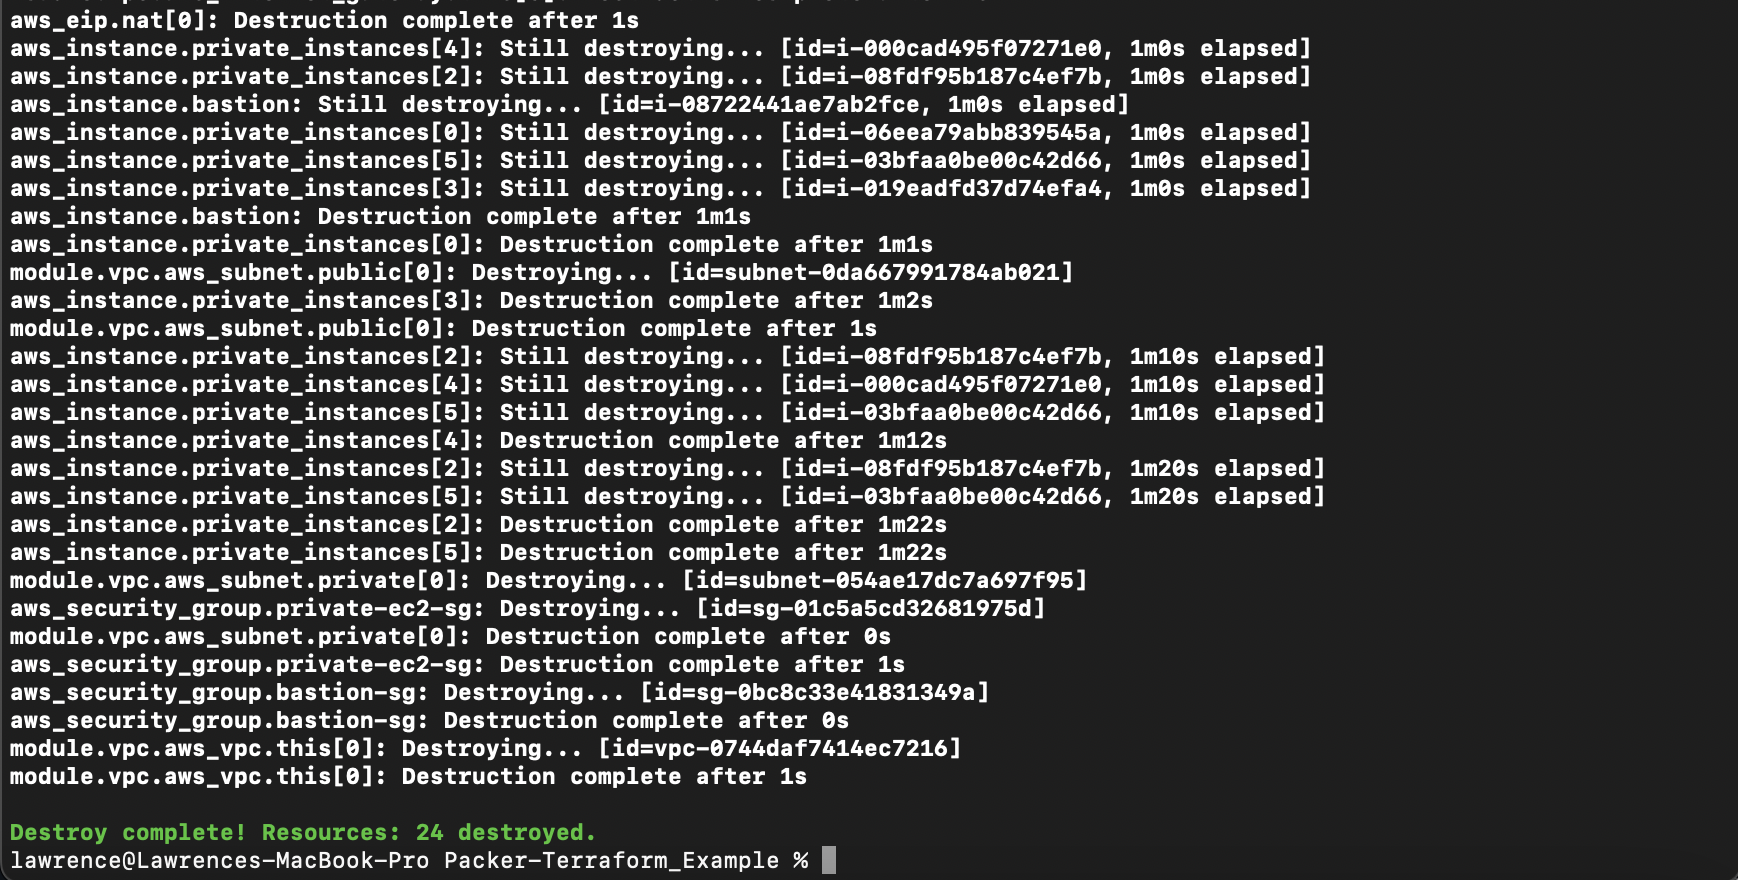 aws_eip.nat[0]: Destruction complete after 1s
aws_instance.private_instances[4]: Still destroying... [id=i-000cad495f07271e0, 1m0s elapsed]
aws_instance.private_instances[2]: Still destroying... [id=i-08fdf95b187c4ef7b, 1m0s elapsed]
aws_instance.bastion: Still destroying... [id=i-08722441ae7ab2fce, 1m0s elapsed]
aws_instance.private_instances[0]: Still destroying... [id=i-06eea79abb839545a, 1m0s elapsed]
aws_instance.private_instances[5]: Still destroying... [id=i-03bfaa0be00c42d66, 1m0s elapsed]
aws_instance.private_instances[3]: Still destroying... [id=i-019eadfd37d74efa4, 1m0s elapsed]
aws_instance.bastion: Destruction complete after 1m1s
aws_instance.private_instances[0]: Destruction complete after 1m1s
module.vpc.aws_subnet.public[0]: Destroying... [id=subnet-0da667991784ab021]
aws_instance.private_instances[3]: Destruction complete after 1m2s
module.vpc.aws_subnet.public[0]: Destruction complete after 1s
aws_instance.private_instances[2]: Still destroying... [id=i-08fdf95b187c4ef7b, 1m10s elapsed]
aws_instance.private_instances[4]: Still destroying... [id=i-000cad495f07271e0, 1m10s elapsed]
aws_instance.private_instances[5]: Still destroying... [id=i-03bfaa0be00c42d66, 1m10s elapsed]
aws_instance.private_instances[4]: Destruction complete after 1m12s
aws_instance.private_instances[2]: Still destroying... [id=i-08fdf95b187c4ef7b, 1m20s elapsed]
aws_instance.private_instances[5]: Still destroying... [id=i-03bfaa0be00c42d66, 1m20s elapsed]
aws_instance.private_instances[2]: Destruction complete after 1m22s
aws_instance.private_instances[5]: Destruction complete after 1m22s
module.vpc.aws_subnet.private[0]: Destroying... [id=subnet-054ae17dc7a697f95]
aws_security_group.private-ec2-sg: Destroying... [id=sg-01c5a5cd32681975d]
module.vpc.aws_subnet.private[0]: Destruction complete after 0s
aws_security_group.private-ec2-sg: Destruction complete after 1s
aws_security_group.bastion-sg: Destroying... [id=sg-0bc8c33e41831349a]
aws_security_group.bastion-sg: Destruction complete after 0s
module.vpc.aws_vpc.this[0]: Destroying... [id=vpc-0744daf7414ec7216]
module.vpc.aws_vpc.this[0]: Destruction complete after 1s
Destroy complete! Resources: 24 destroyed.
lawrence@Lawrences-MacBook-Pro Packer-Terraform_Example %